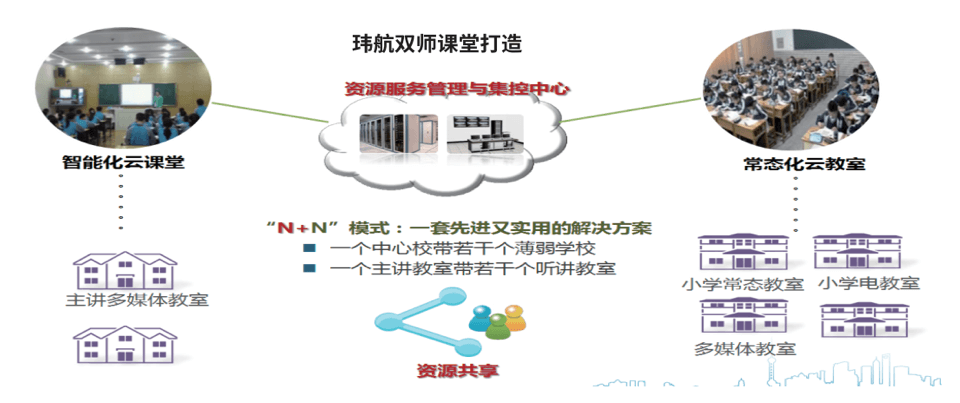 玮航双师课堂打造
资源服务管理与集控中心
智能化云课堂
常态化云教室
“N+N”模式：一套先进又实用的解决方案
一个中心校带若干个薄弱学校
一个主讲教室带若干个听讲教室
主讲多媒体教室
小学常态教室
小学电教室
多媒体教室
资源共享